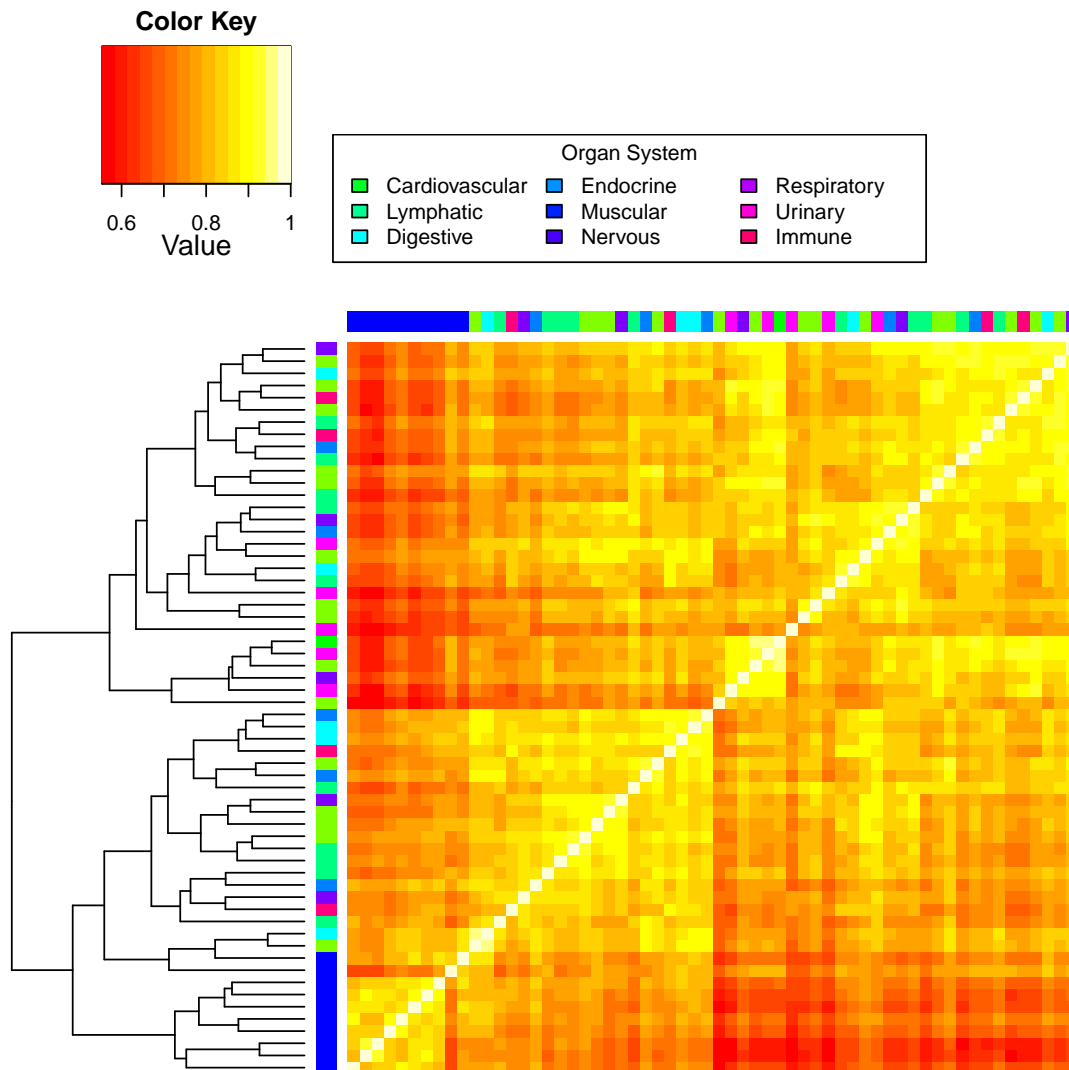 Color Key
0.6 0.8 1
Value
Organ System
Cardiovascular Endocrine Respiratory
Lymphatic Muscular Urinary
Digestive Nervous Immune